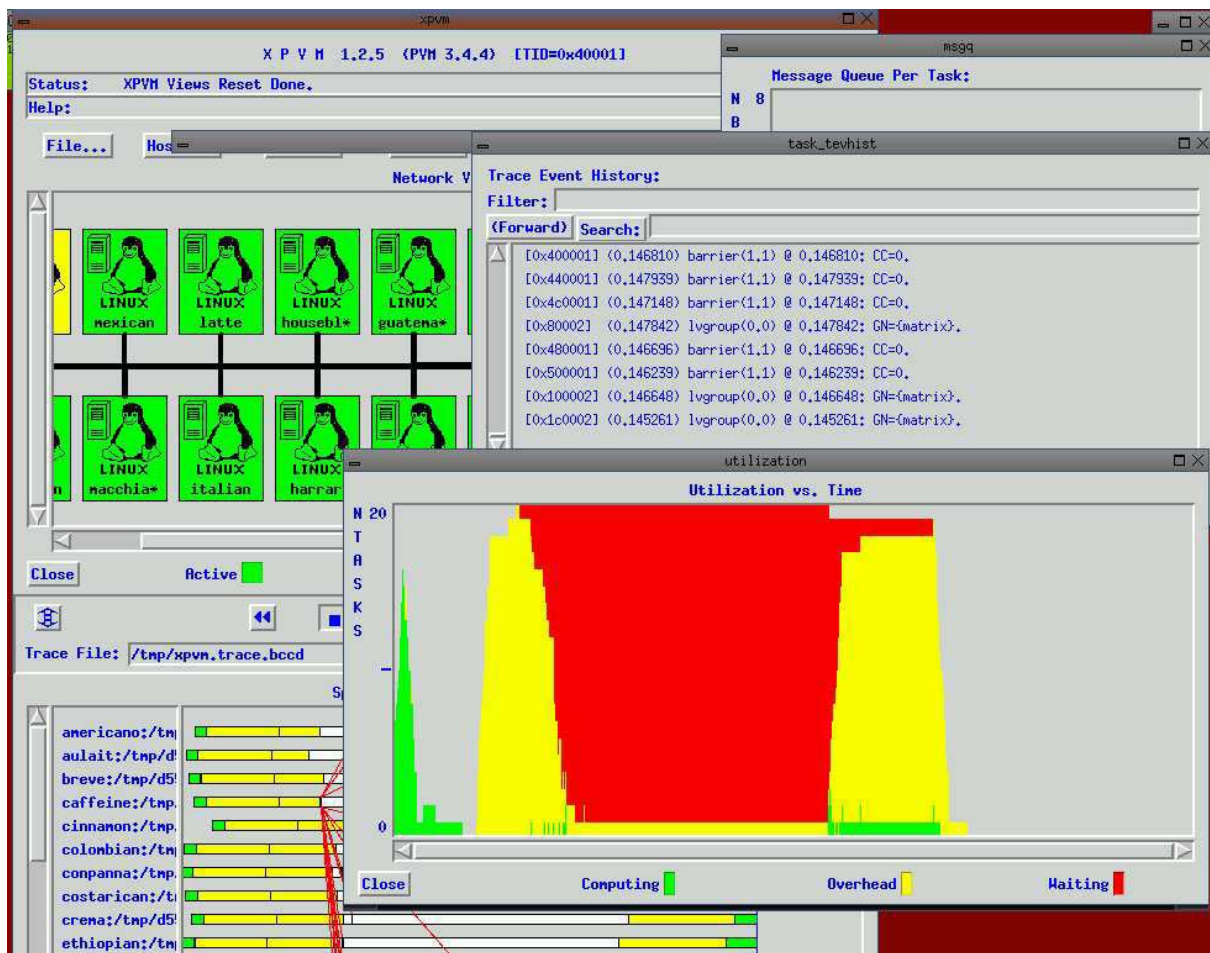 xpvm
X P V M 1.2.5 (PVM 3.4.4) [TID=0x40001]
Status: XPVM Views Reset Done.
Help:
File... Hos
Network V
LINUX
mexican
LINUX
latte
LINUX
housebl*
LINUX
guatema*
n
LINUX
macchia*
LINUX
italian
LINUX
harrar
Close Active
Trace File: /tmp/xpvm.trace.bccd
Sp
americano:/tm
aulait:/tmp/d5
breve:/tmp/d5
caffeine:/tmp.
cinnamon:/tmp.
colombian:/tm
conpanna:/tmp.
costarican:/t
crema:/tmp/d5
ethiopian:/tm
msgq
Message Queue Per Task:
N 8
B
task_tevhist
Trace Event History:
Filter:
(Forward) Search:
[0x400001] (0.146810) barrier(1.1) @ 0.146810: CC=0.
[0x440001] (0.147939) barrier(1.1) @ 0.147939: CC=0.
[0x4c0001] (0.147148) barrier(1.1) @ 0.147148: CC=0.
[0x80002] (0.147842) lvgroup(0.0) @ 0.147842: GN={matrix}.
[0x480001] (0.146696) barrier(1.1) @ 0.146696: CC=0.
[0x500001] (0.146239) barrier(1.1) @ 0.146239: CC=0.
[0x100002] (0.146648) lvgroup(0.0) @ 0.146648: GN={matrix}.
[0x1c0002] (0.145261) lvgroup(0.0) @ 0.145261: GN={matrix}.
utilization
Utilization vs. Time
N 20
T
A
S
K
S
0
Close Computing Overhead Waiting